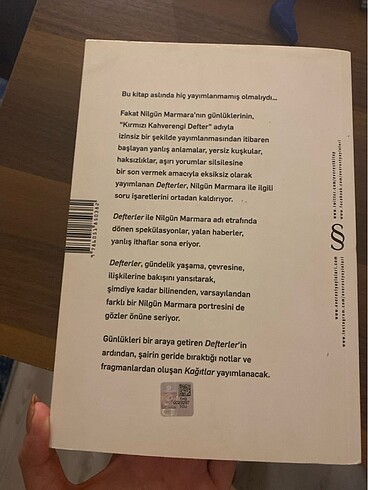 Bu kitap aslında hiç yayımlanmamış olmalıydı...
Fakat Nilgün Marmara'nın günlüklerinin,
"Kırmızı Kahverengi Defter" adıyla
izinsiz bir şekilde yayımlanmasından itibaren
başlayan yanlış anlamalar, yersiz kuşkular,
haksızlıklar, aşırı yorumlar silsilesine
bir son vermek amacıyla eksiksiz olarak
yayımlanan Defterler, Nilgün Marmara ile ilgili
soru işaretlerini ortadan kaldırıyor.
Defterler ile Nilgün Marmara adı etrafında
dönen spekülasyonlar, yalan haberler,
yanlış ithaflar sona eriyor.
Defterler, gündelik yaşama, çevresine,
ilişkilerine bakışını yansıtarak,
şimdiye kadar bilinenden, varsayılandan
farklı bir Nilgün Marmara portresini de
gözler önüne seriyor.
Günlükleri bir araya getiren Defterler'in
ardından, şairin geride bıraktığı notlar ve
fragmanlardan oluşan Kağıtlar yayımlanacak.